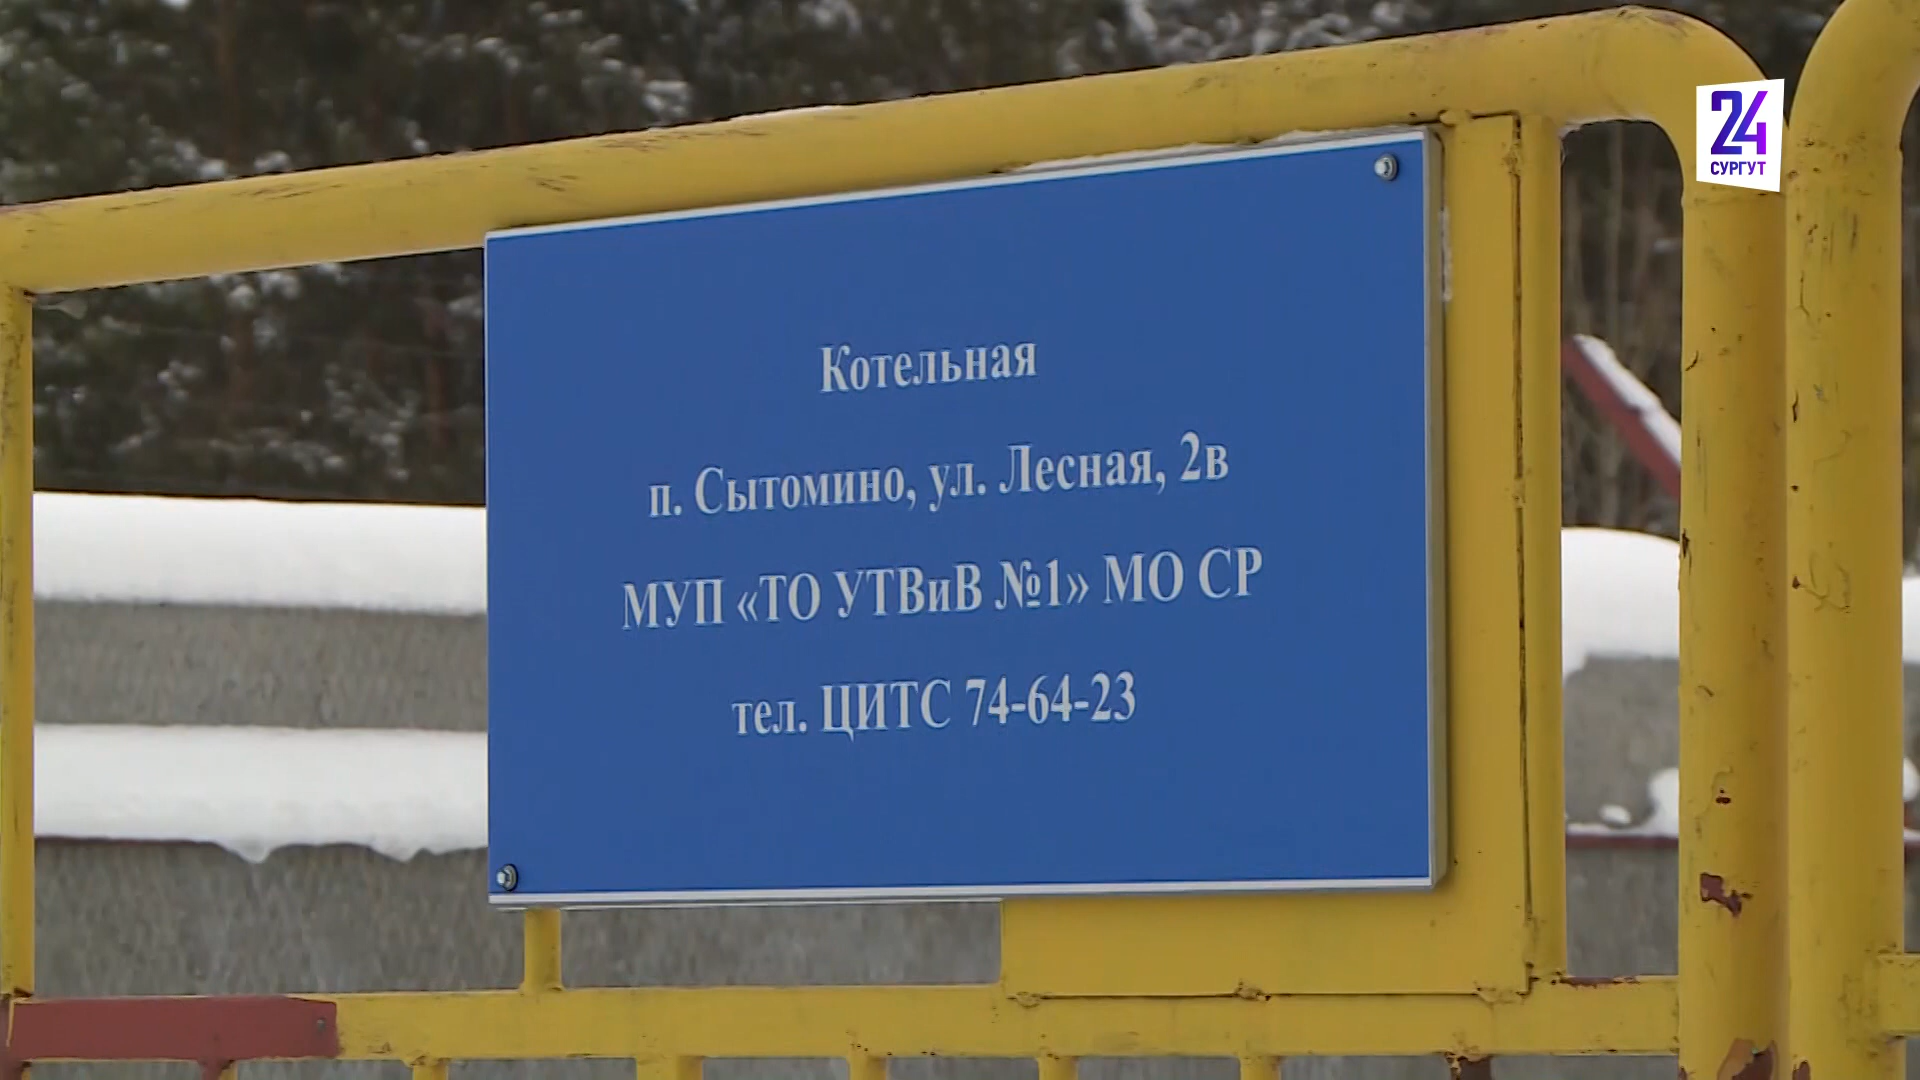 24
СУРГУТ
Котельная
п. Сытомино, ул. Лесная, 2в
МУП «ТО УТВиВ №1» МО СР
тел. ЦИТС 74-64-23